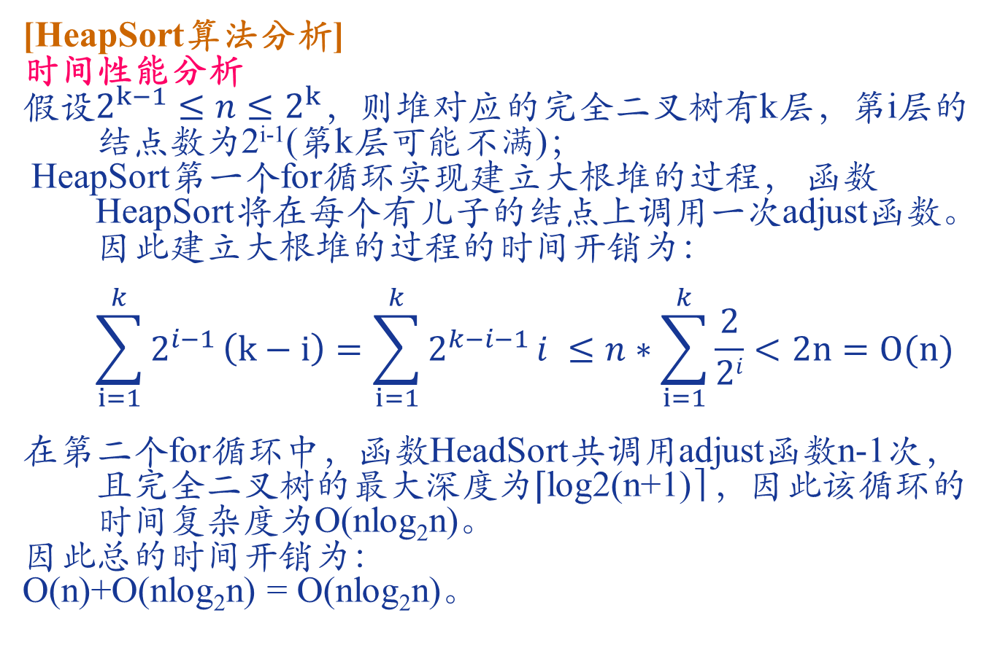 [HeapSort算法分析]
时间性能分析
假设2^{k−1} ≤ n ≤ 2^k，则堆对应的完全二叉树有k层，第i层的
结点数为2^{i-1}(第k层可能不满)；
HeapSort第一个for循环实现建立大根堆的过程，函数
HeapSort将在每个有儿子的结点上调用一次adjust函数。
因此建立大根堆的过程的时间开销为：
\sum_{i=1}^{k} 2^{i−1} (k − i) = \sum_{i=1}^{k} 2^{k−i−1} i ≤ n * \sum_{i=1}^{k} \frac{2}{2^i} < 2n = O(n)
在第二个for循环中，函数HeadSort共调用adjust函数n-1次，
且完全二叉树的最大深度为⌈log2(n+1)⌉，因此该循环的
时间复杂度为O(nlog₂n)。
因此总的时间开销为：
O(n)+O(nlog₂n) = O(nlog₂n)。